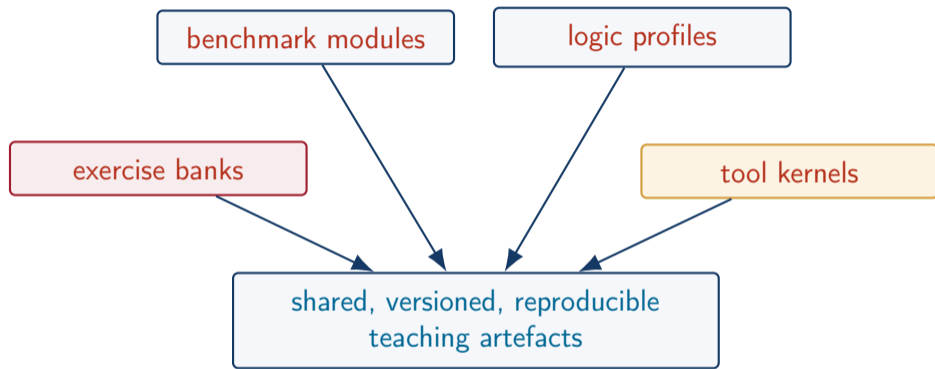 benchmark modules
logic profiles
exercise banks
tool kernels
shared, versioned, reproducible
teaching artefacts